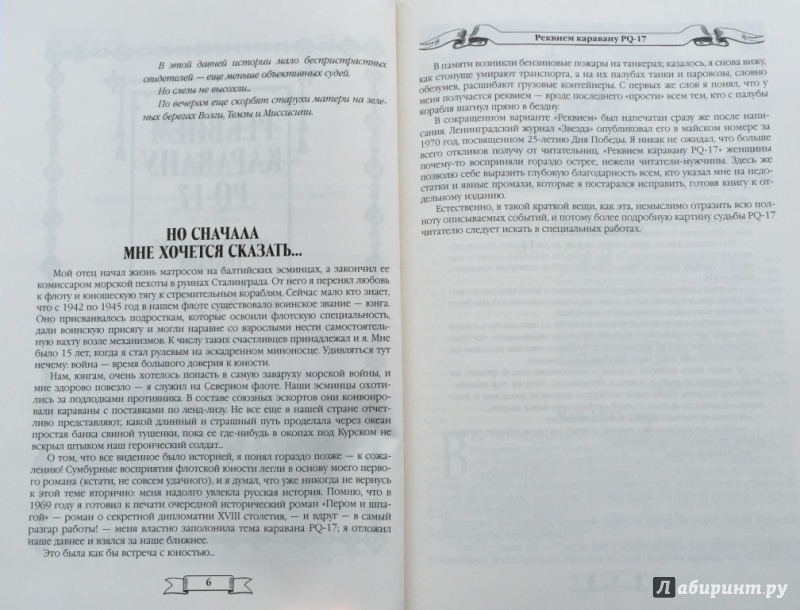 В этой давней истории мало беспристрастных
свидетелей — еще меньше объективных судей.
Но слезы не высохли...
По вечерам еще скорбят старухи матери на зеле-
ных берегах Волги, Темзы и Миссисипи.
НО СНАЧАЛА
МНЕ ХОЧЕТСЯ СКАЗАТЬ...
Мой отец начал жизнь матросом на балтийских эсминцах, а закончил ее
комиссаром морской пехоты в руинах Сталинграда. От него я перенял любовь
к флоту и юношескую тягу к стремительным кораблям. Сейчас мало кто знает,
что с 1942 по 1945 год в нашем флоте существовало воинское звание — юнга.
Оно присваивалось подросткам, которые освоили флотскую специальность,
дали воинскую присягу и могли наравне со взрослыми нести самостоятель-
ную вахту возле механизмов. К числу таких счастливцев принадлежал и я. Мне
было 15 лет, когда я стал рулевым на эскадренном миноносце. Удивляться тут
нечему: война — время большого доверия к юности.
Нам, юнгам, очень хотелось попасть в самую заваруху морской войны, и
мне здорово повезло — я служил на Северном флоте. Наши эсминцы охоти-
лись за подлодками противника. В составе союзных эскортов они конвоиро-
вали караваны с поставками по ленд-лизу. Не все еще в нашей стране отчет-
ливо представляют, какой длинный и страшный путь проделала через океан
простая банка свиной тушенки, пока ее где-нибудь в окопах под Курском не
вскрыл штыком наш героический солдат...
О том, что все виденное было историей, я понял гораздо позже — к со-
жалению! Сумбурные восприятия флотской юности легли в основу моего перво-
го романа (кстати, не совсем удачного), и я думал, что уже никогда не вернусь
к этой теме вторично: меня надолго увлекла русская история. Помню, что в
1969 году я готовил к печати очередной исторический роман «Пером и шпа-
гой» — роман о секретной дипломатии XVIII столетия, — и вдруг — в самый
разгар работы! — меня властно заполонила тема каравана PQ-17; я отложил
наше давнее и взялся за наше ближнее.
Это была как бы встреча с юностью...
6
Реквием каравану PQ-17
В памяти возникли бензиновые пожары на танкерах; казалось, я снова вижу,
как стонуще умирают транспорта, а на их палубах танки и паровозы, словно
обезумев, расшибают грузовые контейнеры. С первых же слов я понял, что у
меня получается реквием — вроде последнего «прости» всем тем, кто с палубы
корабля шагнул прямо в бездну.
В сокращенном варианте «Реквием» был напечатан сразу же после напи-
сания. Ленинградский журнал «Звезда» опубликовал его в майском номере за
1970 год, посвященном 25-летию Дня Победы. Я никак не ожидал, что больше
всего откликов получу от читательниц. «Реквием каравану PQ-17» женщины
почему-то восприняли гораздо острее, нежели читатели-мужчины. Здесь же
позволю себе выразить глубокую благодарность всем, кто указал мне на недо-
статки и явные промахи, которые я постарался исправить, готовя книгу к от-
дельному изданию.
Естественно, в такой краткой вещи, как эта, немыслимо отразить всю пол-
ноту описываемых событий, и потому более подробную картину судьбы PQ-17
читателю следует искать в специальных работах.
Лабиринт.ру